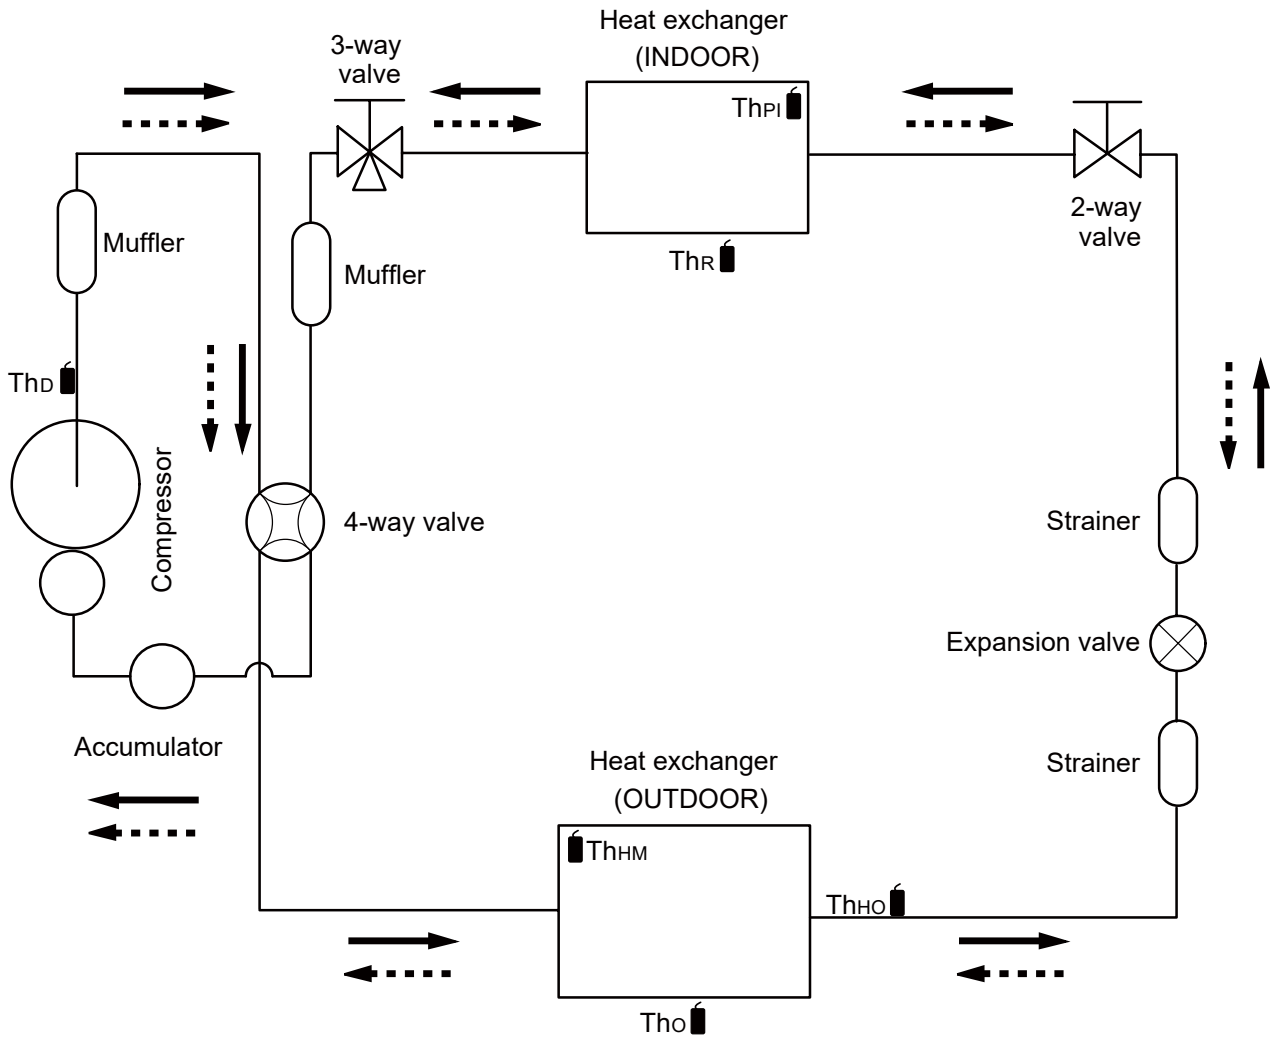 Heat exchanger
(INDOOR)
3-way
valve
ThPI
2-way
valve
Muffler
ThR
Muffler
ThD
Compressor
4-way valve
Strainer
Expansion valve
Accumulator
Strainer
Heat exchanger
(OUTDOOR)
ThHM
ThHO
ThO